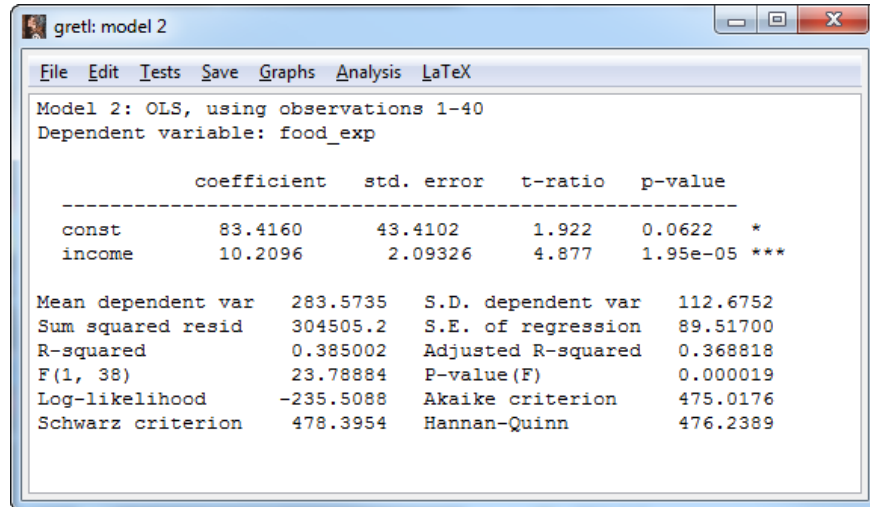 gretl: model 2
File Edit Tests Save Graphs Analysis LaTeX
Model 2: OLS, using observations 1-40
Dependent variable: food_exp
coefficient std. error t-ratio p-value
---------------------------------------------------------
const 83.4160 43.4102 1.922 0.0622 *
income 10.2096 2.09326 4.877 1.95e-05 ***
Mean dependent var 283.5735 S.D. dependent var 112.6752
Sum squared resid 304505.2 S.E. of regression 89.51700
R-squared 0.385002 Adjusted R-squared 0.368818
F(1, 38) 23.78884 P-value(F) 0.000019
Log-likelihood -235.5088 Akaike criterion 475.0176
Schwarz criterion 478.3954 Hannan-Quinn 476.2389